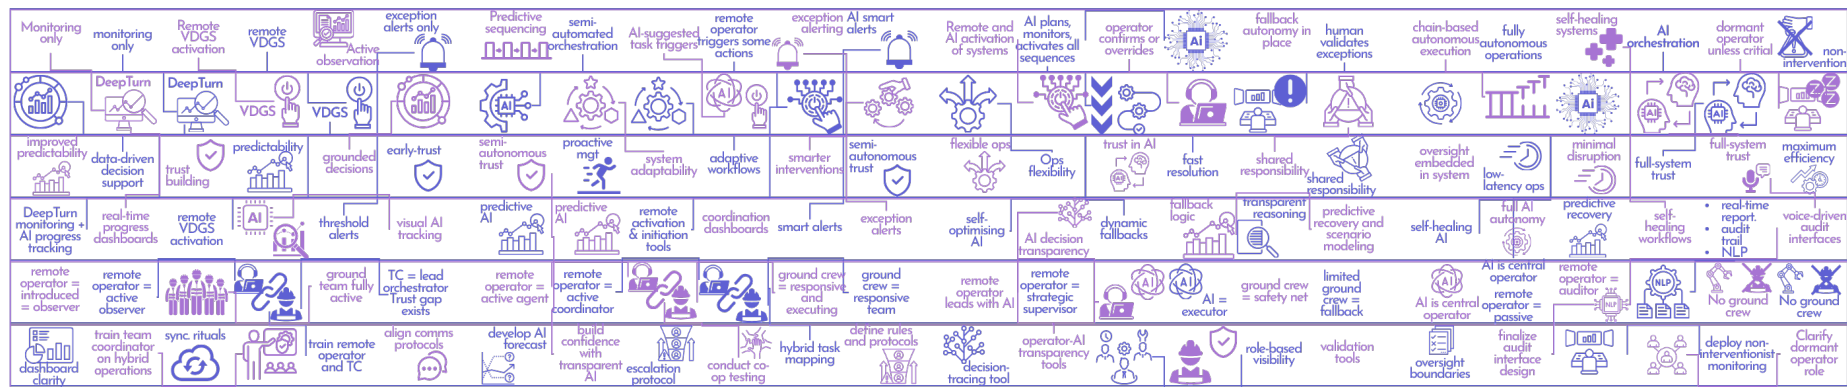 Monitoring
only
monitoring
only
Remote
VDGS
activation
remote
VDGS
Active
observation
exception
alerts only
Predictive
sequencing
semi-
automated
orchestration
AI-suggested
task triggers
remote
operator
triggers some
actions
exception
alerting
AI smart
alerts
Remote and
AI activation
of systems
AI plans,
monitors,
activates all
sequences
operator
confirms or
overrides
Ai
fallback
autonomy in
place
human
validates
exceptions
chain-based
autonomous
execution
fully
autonomous
operations
self-healing
systems
AI
orchestration
dormant
operator
unless critical
non-
intervention
DeepTurn
DeepTurn
VDGS
VDGS
AI
AI
Ai
AI
AI
Z
Z
Z
improved
predictability
data-driven
decision
support
trust
building
predictability
grounded
decisions
early-trust
semi-
autonomous
trust
proactive
mgt
system
adaptability
adaptive
workflows
smarter
interventions
semi-
autonomous
trust
flexible ops
Ops
flexibility
trust in AI
AI
fast
resolution
shared
responsibility
shared
responsibility
oversight
embedded
in system
low-
latency ops
minimal
disruption
full-system
trust
full-system
trust
maximum
efficiency
DeepTurn
monitoring +
AI progress
tracking
real-time
progress
dashboards
remote
VDGS
activation
AI
threshold
alerts
visual AI
tracking
predictive
AI
predictive
AI
remote
activation
& initiation
tools
coordination
dashboards
smart alerts
exception
alerts
self-
optimising
AI
AI decision
transparency
dynamic
fallbacks
fallback
logic
transparent
reasoning
predictive
recovery and
scenario
modeling
self-healing
AI
full AI
autonomy
predictive
recovery
self-
healing
workflows
• real-time
report.
• audit
trail
• NLP
voice-driven
audit
interfaces
remote
operator =
introduced
= observer
remote
operator =
active
observer
ground
team fully
active
TC = lead
orchestrator
Trust gap
exists
remote
operator =
active agent
remote
operator =
active
coordinator
ground crew
= responsive
and
executing
ground
crew =
responsive
team
remote
operator
leads with AI
remote
operator =
strategic
supervisor
AI
AI
AI =
executor
ground crew
= safety net
limited
ground
crew =
fallback
AI
AI is central
operator
AI is central
operator
remote
operator =
passive
remote
operator =
auditor
NLP
No ground
crew
No ground
crew
dashboard
clarity
train team
coordinator
on hybrid
operations
sync. rituals
train remote
operator
and TC
align comms
protocols
develop AI
forecast
build
confidence
with
transparent
AI
escalation
protocol
conduct co-
op testing
hybrid task
mapping
define rules
and protocols
decision-
tracing tool
operator-AI
transparency
tools
role-based
visibility
validation
tools
oversight
boundaries
finalize
audit
interface
design
deploy non-
interventionist
monitoring
Clarify
dormant
operator
role